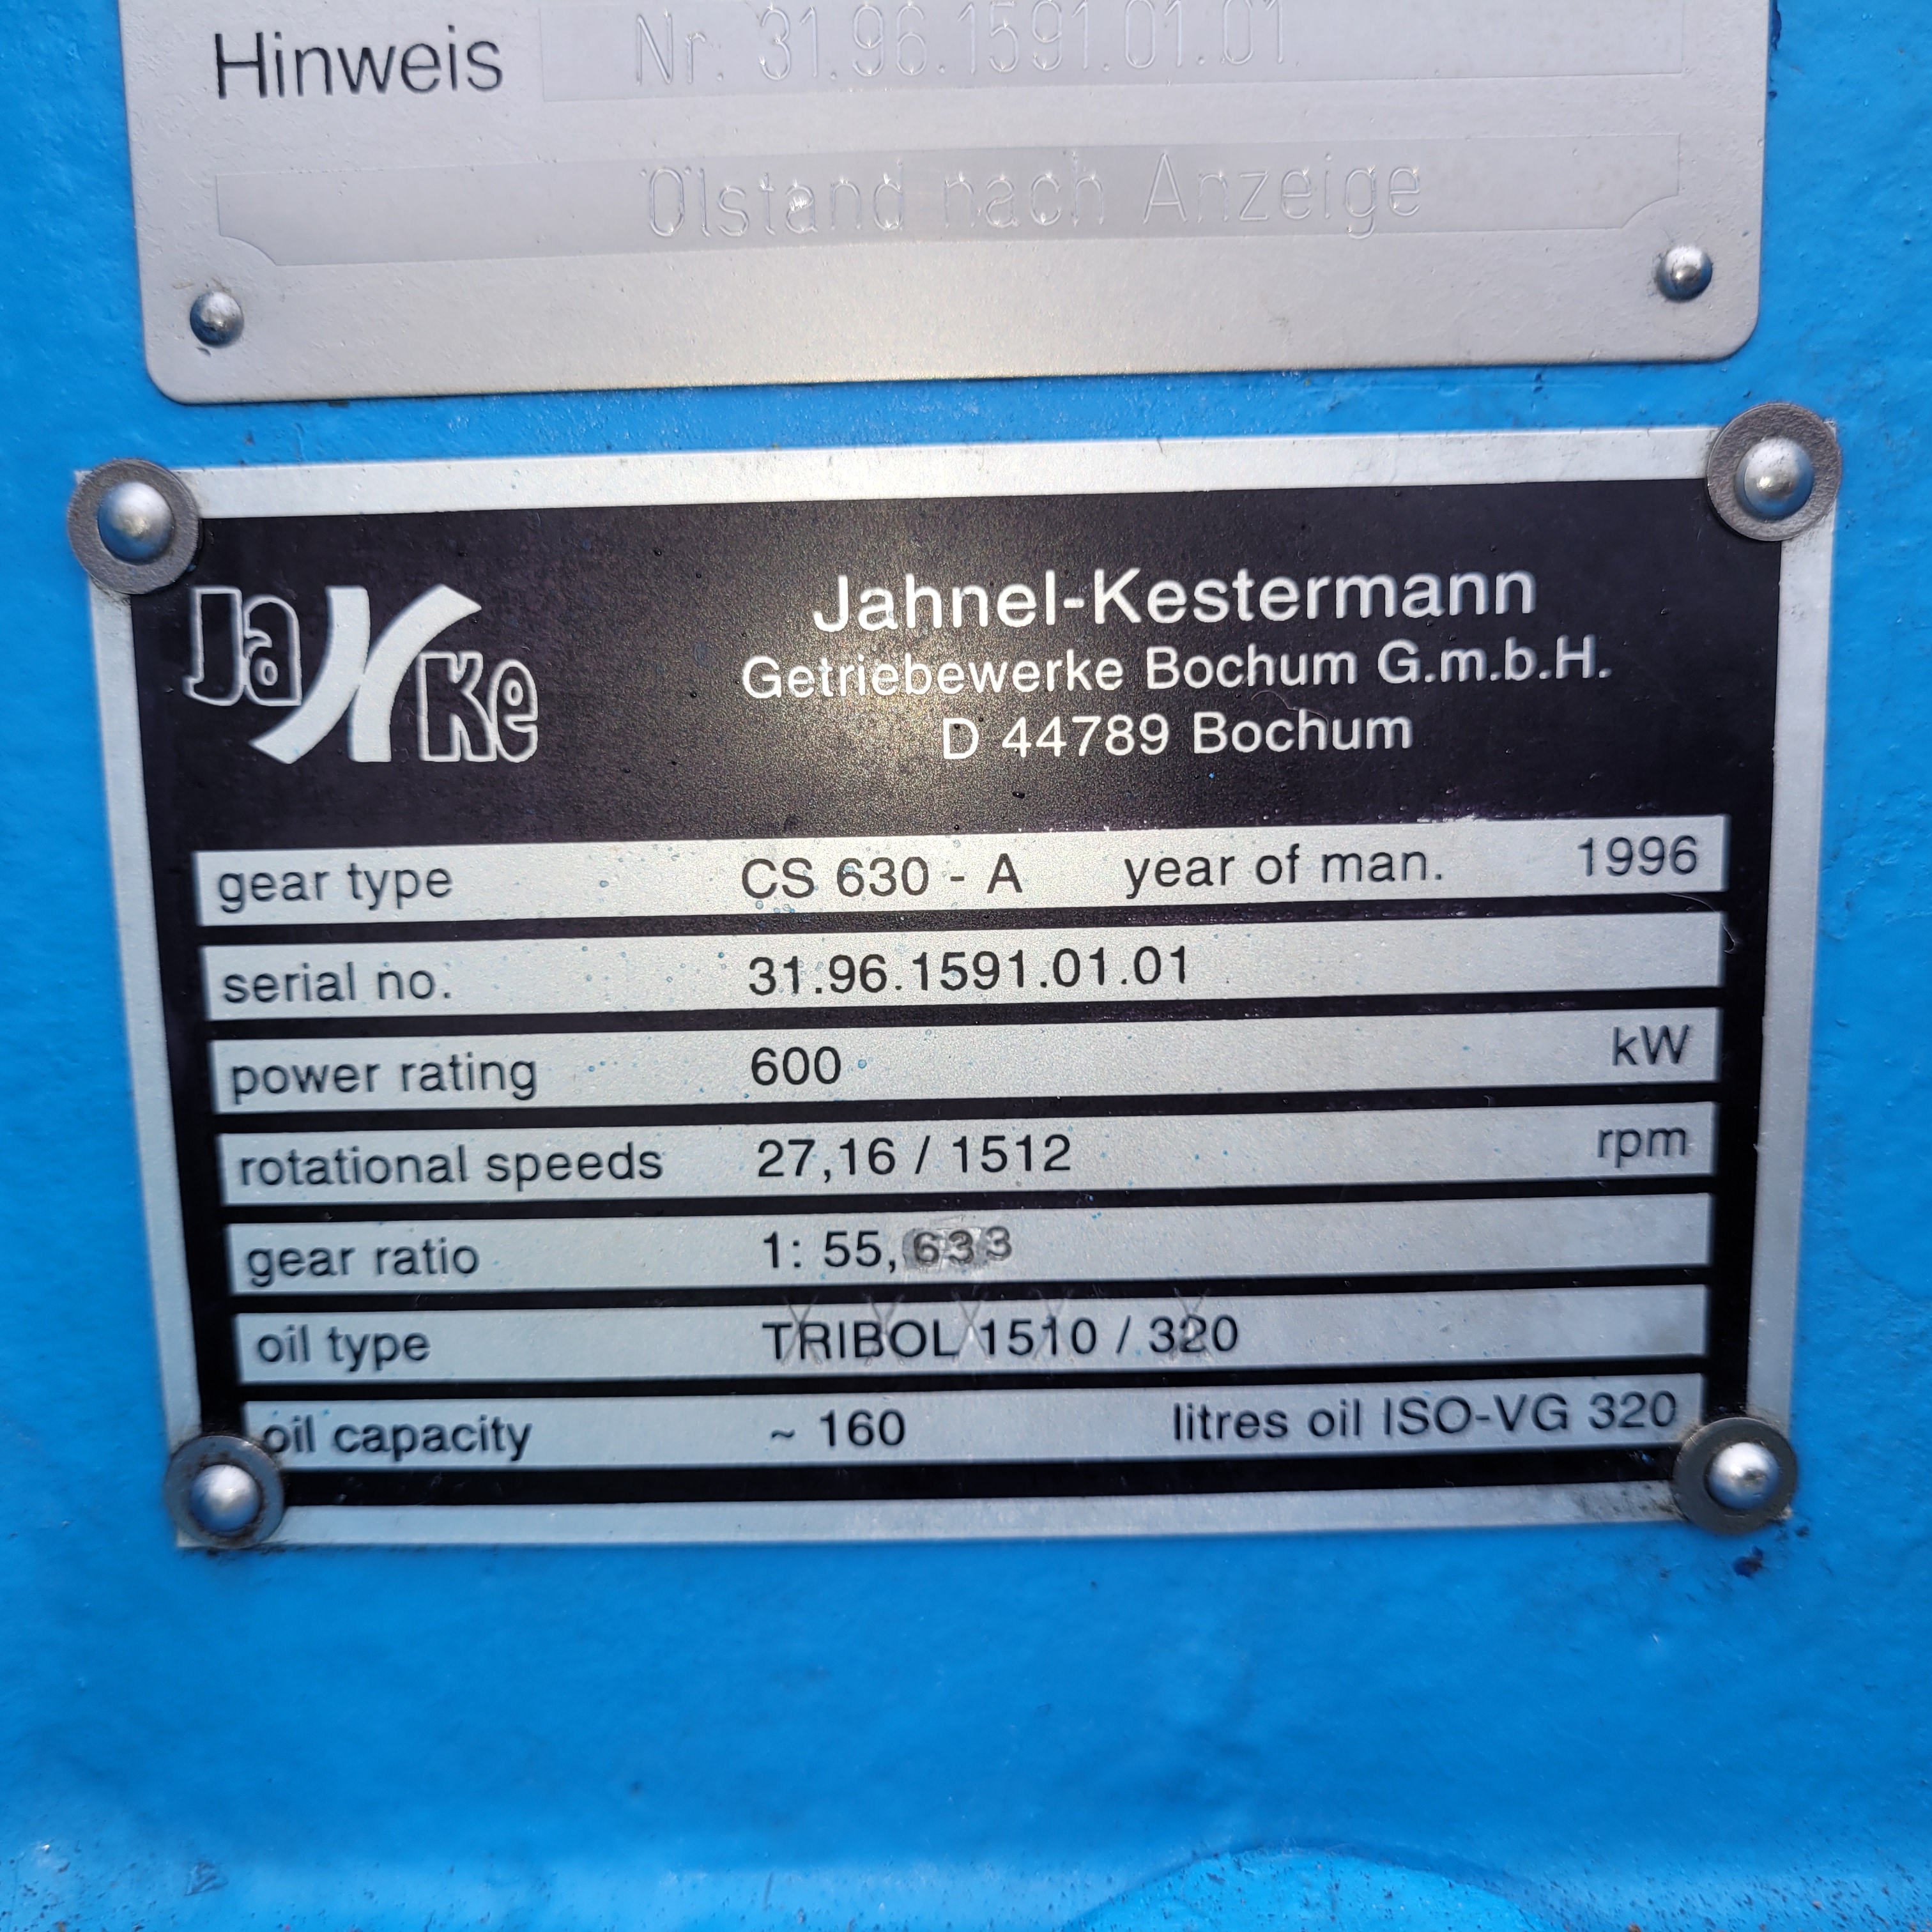 Hinweis Nr. 31.96.1591.01.01
Ölstand nach Anzeige
JaKe
Jahnel-Kestermann
Getriebewerke Bochum G.m.b.H.
D 44789 Bochum
gear type CS 630 - A year of man. 1996
serial no. 31.96.1591.01.01
power rating 600 kW
rotational speeds 27,16 / 1512 rpm
gear ratio 1: 55,633
oil type TRIBOL 1510 / 320
oil capacity ~ 160 litres oil ISO-VG 320